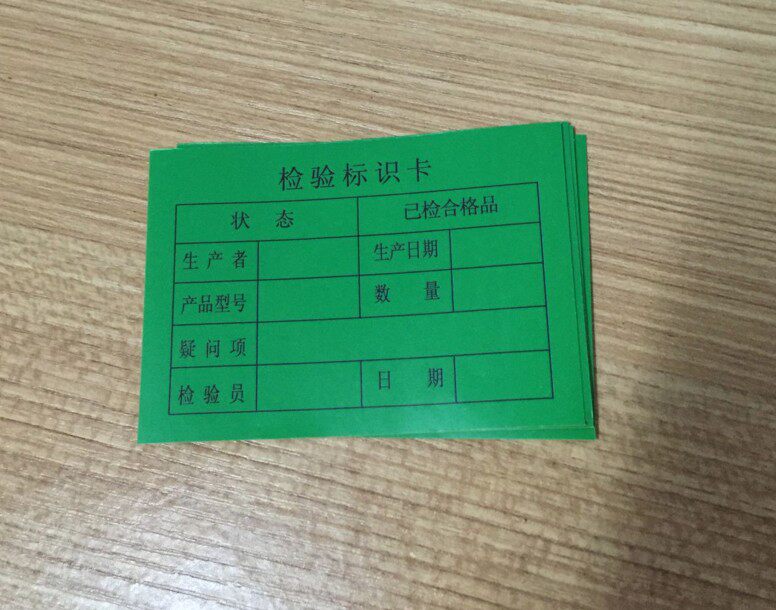 检验标识卡
状态 已检合格品
生产者 生产日期
产品型号 数量
疑问项
检验员 日期